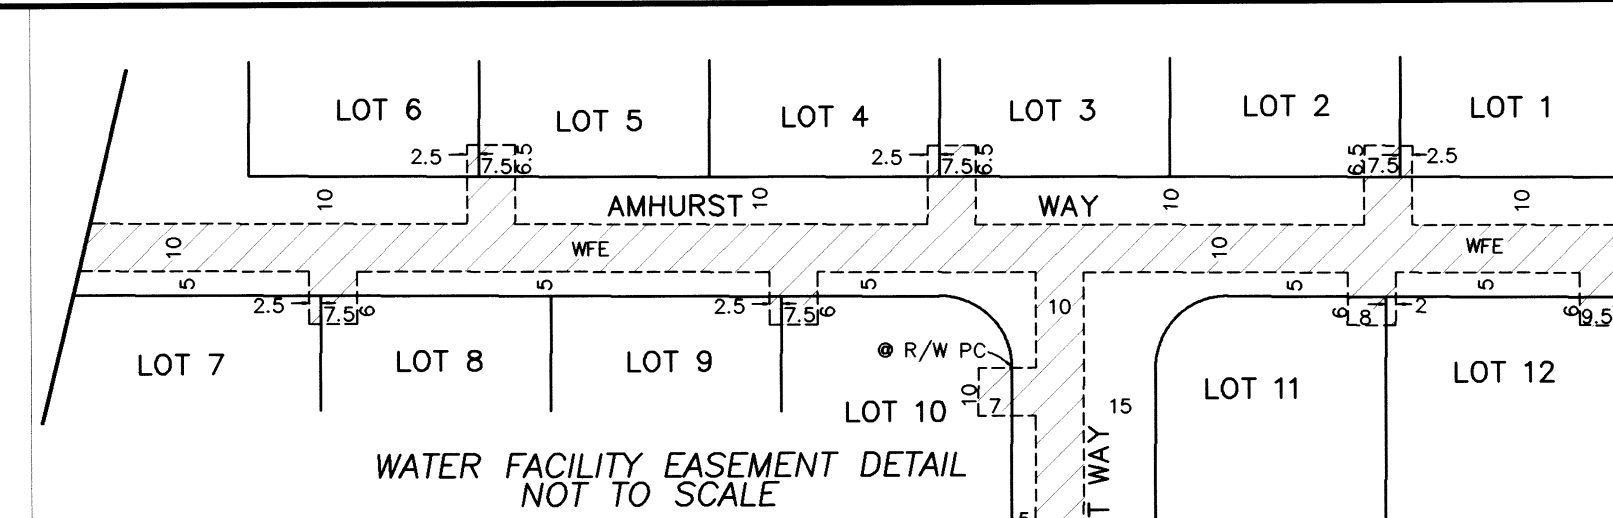 LOT 6
LOT 5
LOT 4
LOT 3
LOT 2
LOT 1
2.5 7.5 6.5
2.5 7.5 6.5
6.5 7.5 2.5
10
AMHURST
10
WAY
10
10
10
WFE
10
WFE
5
5
5
5
5
2.5 7.5 6
2.5 7.5 6
10
6 8 2
6 9.5
LOT 7
LOT 8
LOT 9
@ R/W PC
LOT 10
10
7
15
LOT 11
LOT 12
WATER FACILITY EASEMENT DETAIL
NOT TO SCALE
T WAY
5